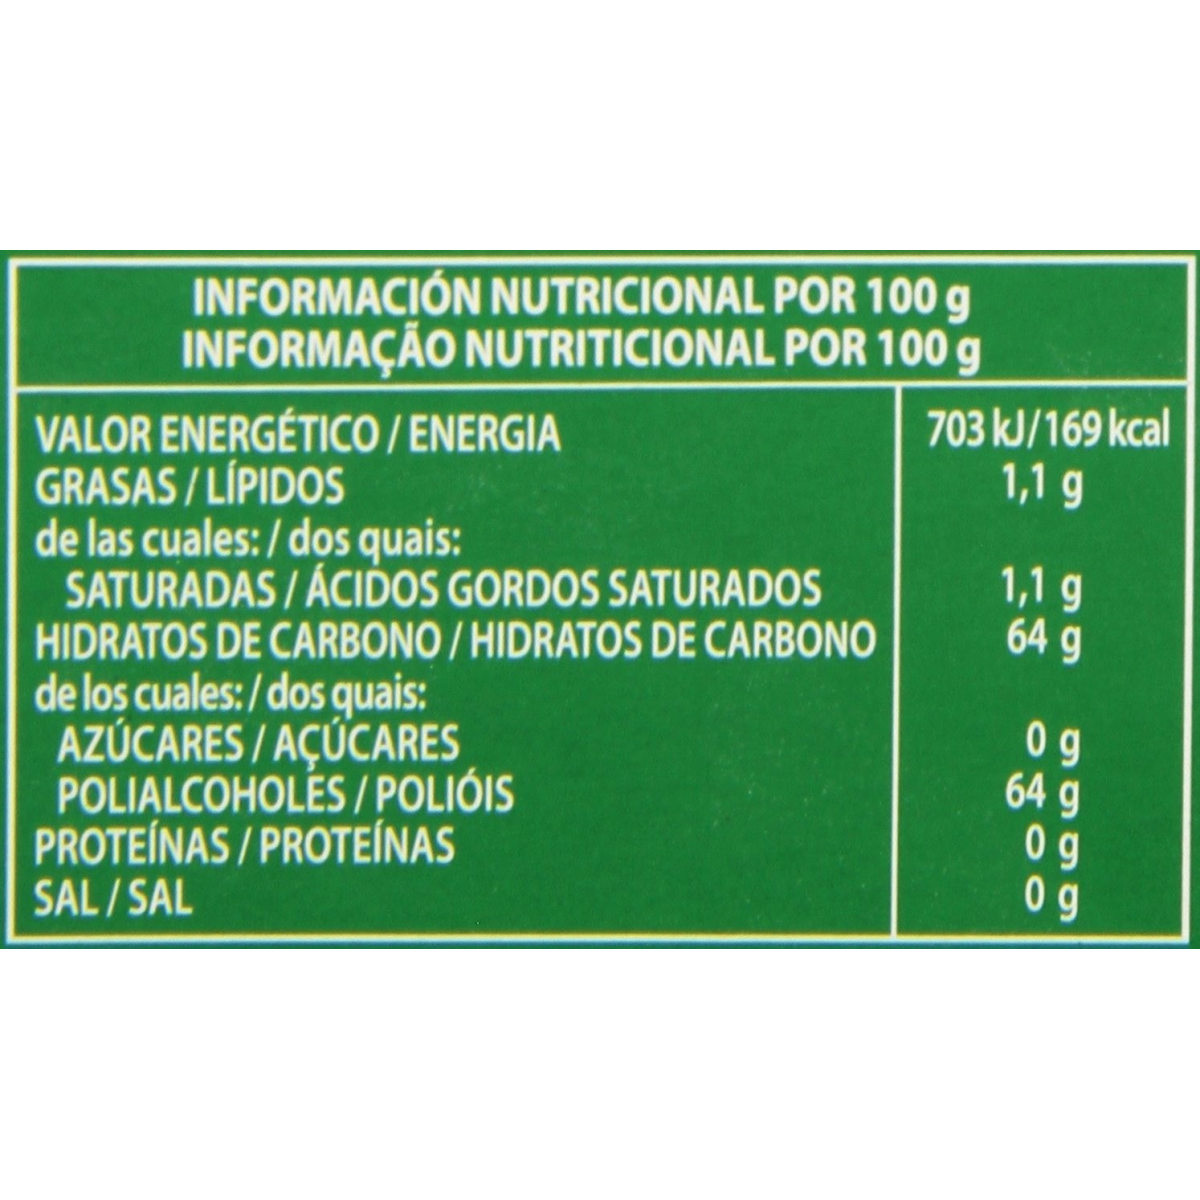 INFORMACIÓN NUTRICIONAL POR 100 g
INFORMAÇÃO NUTRITICIONAL POR 100 g
VALOR ENERGÉTICO / ENERGIA 703 kJ/169 kcal
GRASAS / LÍPIDOS 1,1 g
de las cuales: / dos quais:
SATURADAS / ÁCIDOS GORDOS SATURADOS 1,1 g
HIDRATOS DE CARBONO / HIDRATOS DE CARBONO 64 g
de los cuales: / dos quais:
AZÚCARES / AÇÚCARES 0 g
POLIALCOHOLES / POLIÓIS 64 g
PROTEÍNAS / PROTEÍNAS 0 g
SAL / SAL 0 g